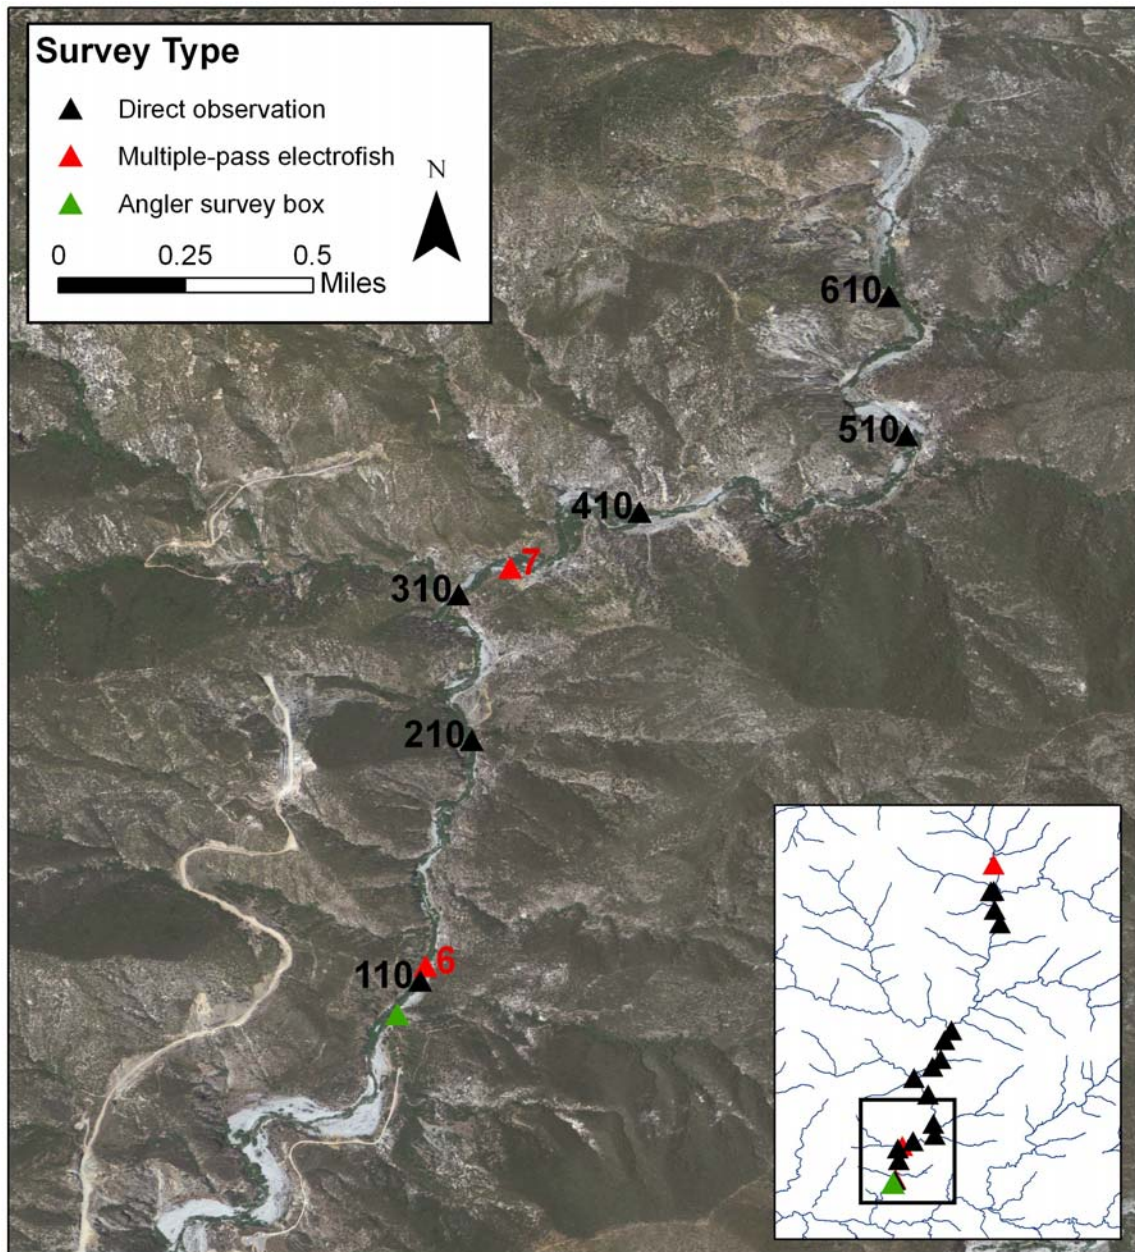 Survey Type
Direct observation
Multiple-pass electrofish
Angler survey box
N
0 0.25 0.5
Miles
610
510
410
7
310
210
6
110